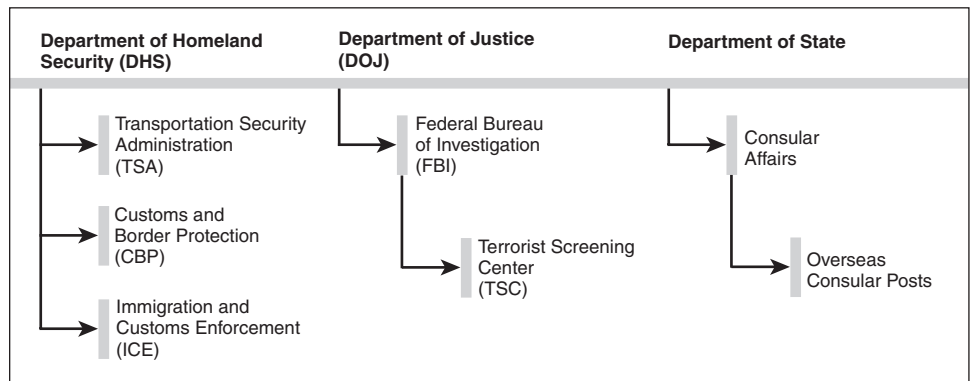 Department of Homeland
Security (DHS)
Transportation Security
Administration
(TSA)
Customs and
Border Protection
(CBP)
Immigration and
Customs Enforcement
(ICE)
Department of Justice
(DOJ)
Federal Bureau
of Investigation
(FBI)
Terrorist Screening
Center
(TSC)
Department of State
Consular
Affairs
Overseas
Consular Posts